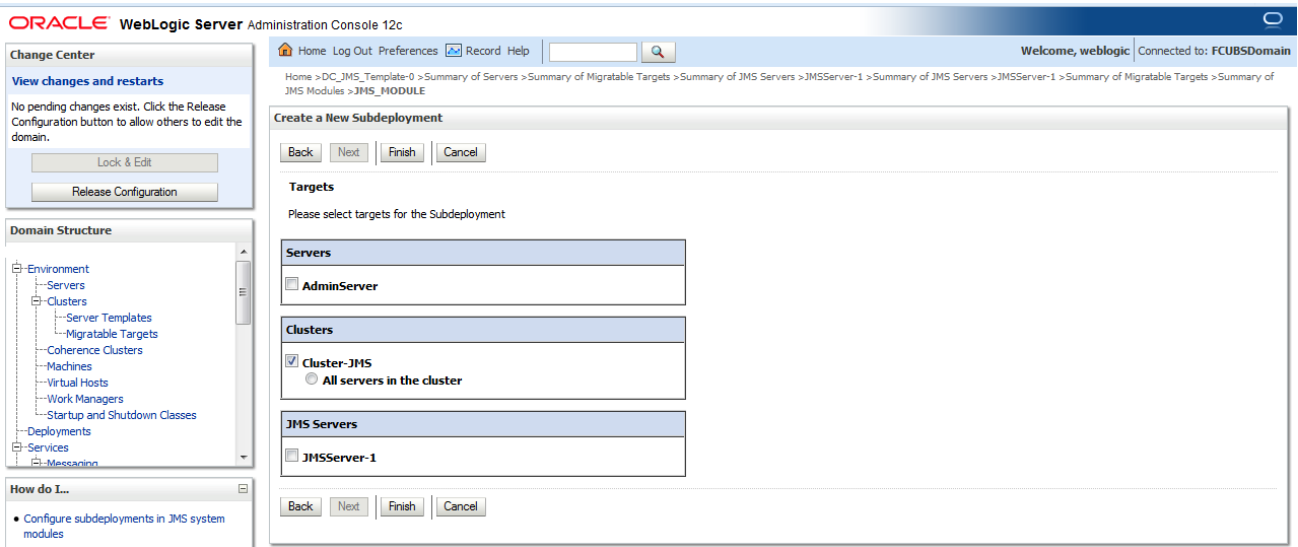 ORACLE WebLogic Server Administration Console 12c
Change Center
View changes and restarts
No pending changes exist. Click the Release
Configuration button to allow others to edit the
domain.
Lock & Edit
Release Configuration
Domain Structure
Environment
Servers
Clusters
Server Templates
Migratable Targets
Coherence Clusters
Machines
Virtual Hosts
Work Managers
Startup and Shutdown Classes
Deployments
Services
Messaging
How do I...
Configure subdeployments in JMS system
modules
Home Log Out Preferences Record Help
Welcome, weblogic Connected to: FCUBSDomain
Home >DC_JMS_Template-0 >Summary of Servers >Summary of Migratable Targets >Summary of JMS Servers >JMSServer-1 >Summary of JMS Servers >JMSServer-1 >Summary of Migratable Targets >Summary of
JMS Modules >JMS_MODULE
Create a New Subdeployment
Back Next Finish Cancel
Targets
Please select targets for the Subdeployment
Servers
AdminServer
Clusters
Cluster-JMS
All servers in the cluster
JMS Servers
JMSServer-1
Back Next Finish Cancel